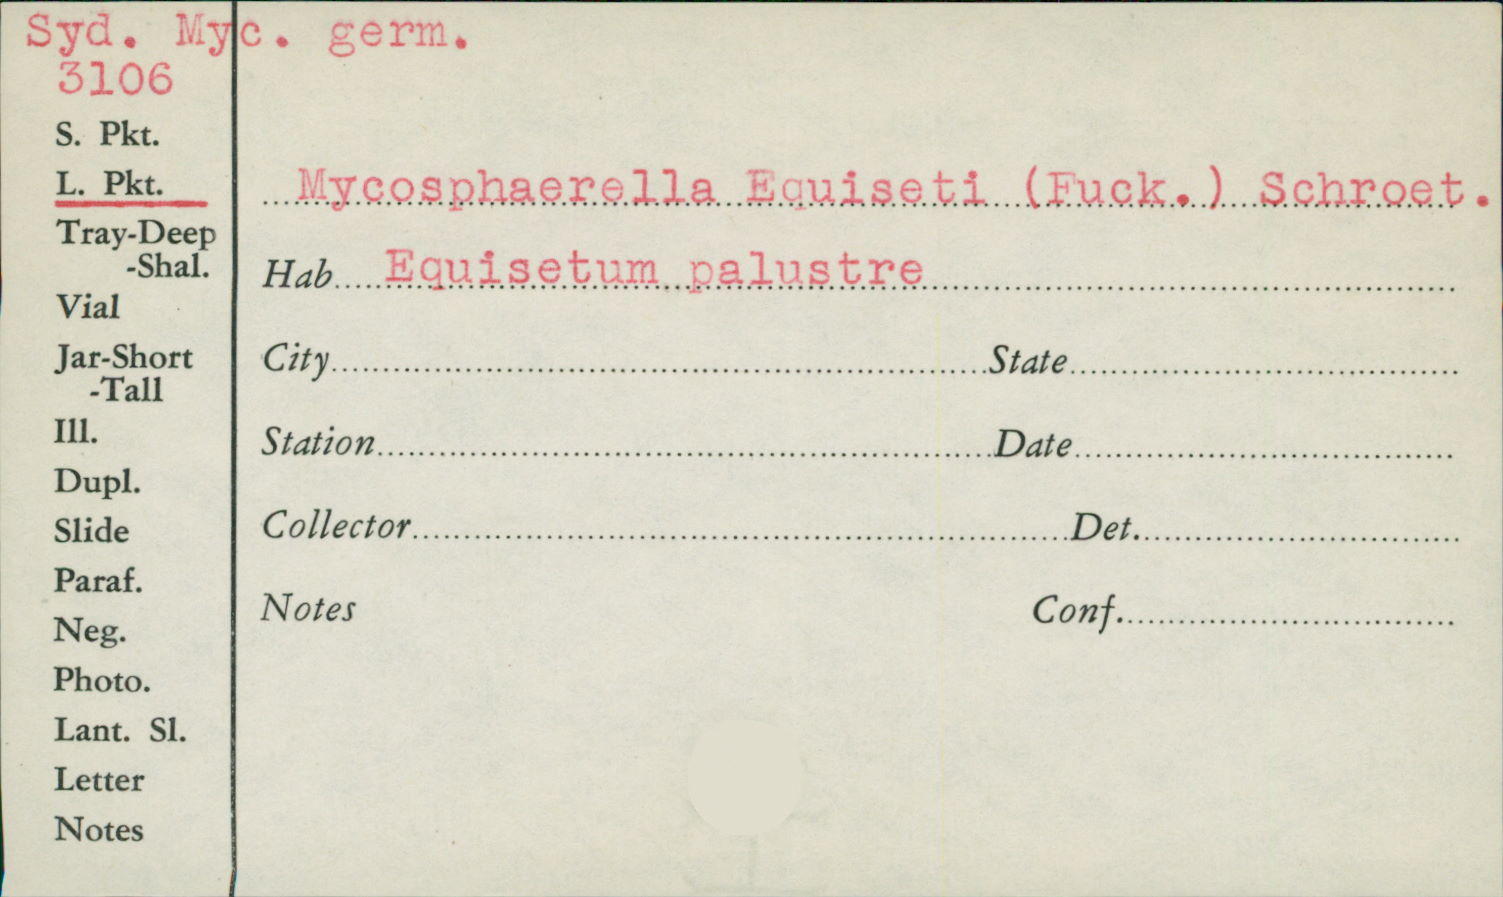 Syd. Myc. germ.
3106
S. Pkt.
L. Pkt.
Tray-Deep
-Shal.
Vial
Jar-Short
-Tall
Ill.
Dupl.
Slide
Paraf.
Neg.
Photo.
Lant. Sl.
Letter
Notes
Mycosphaerella Equiseti (Fuck.) Schroet.
Hab. Equisetum palustre
City State
Station Date
Collector Det.
Notes Conf.